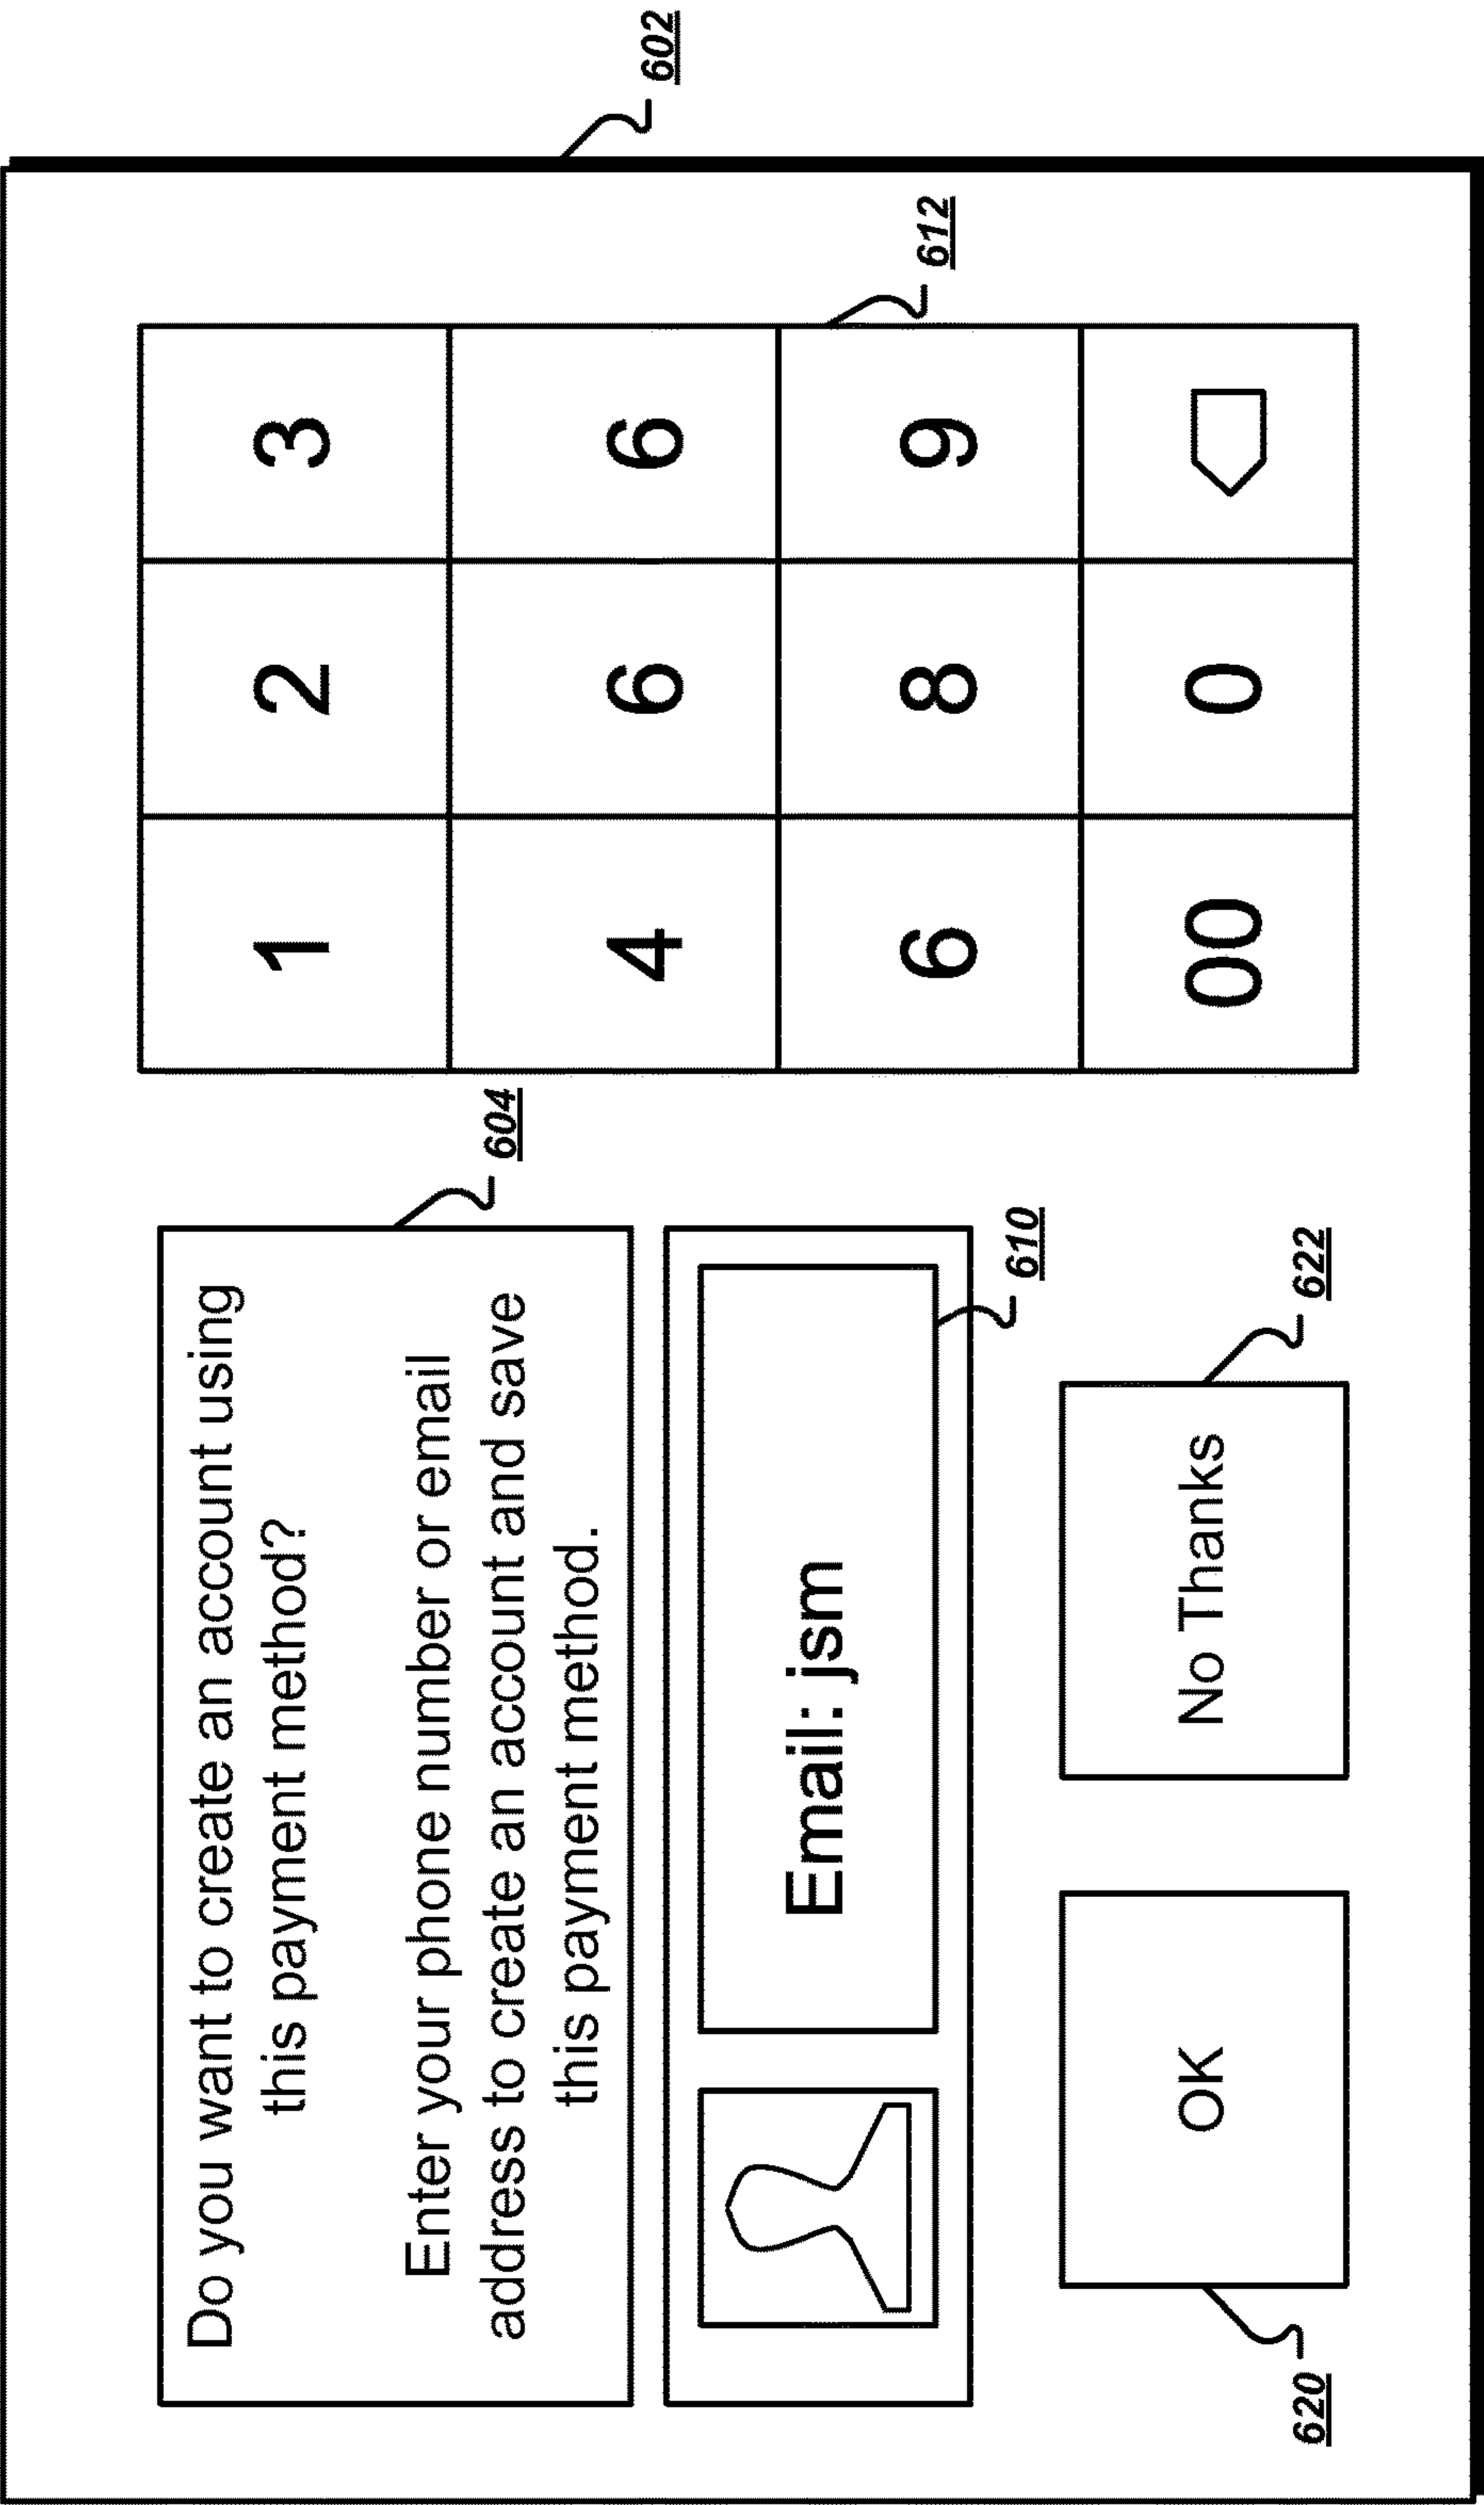 602
Do you want to create an account using
this payment method?
Enter your phone number or email
address to create an account and save
this payment method.
604
Email: jsm
610
OK
620
No Thanks
622
1 2 3
4 6 6
6 8 9
00 0
612